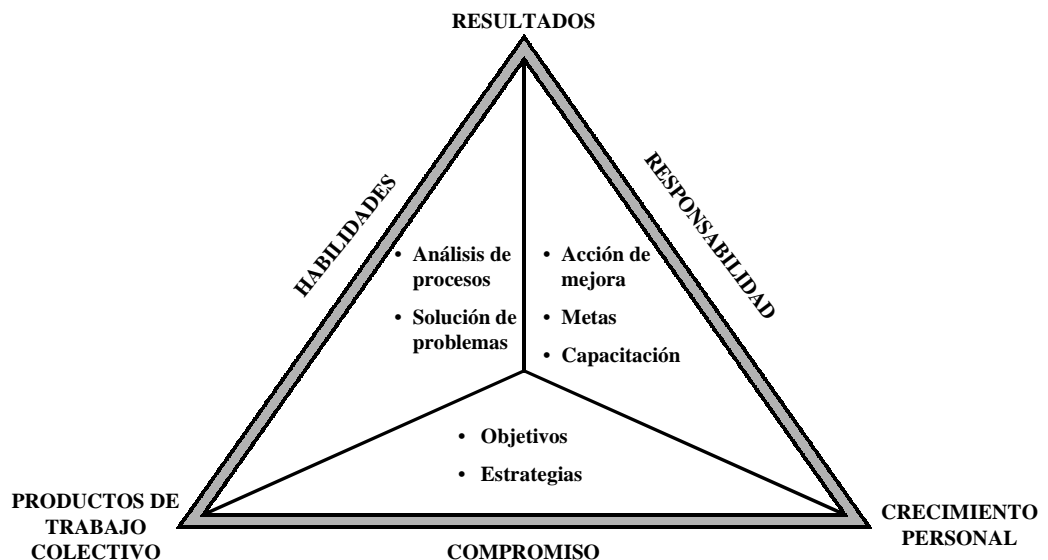 RESULTADOS
HABILIDADES
RESPONSABILIDAD
• Análisis de
procesos
• Solución de
problemas
• Acción de
mejora
• Metas
• Capacitación
• Objetivos
• Estrategias
PRODUCTOS DE
TRABAJO
COLECTIVO
COMPROMISO
CRECIMIENTO
PERSONAL